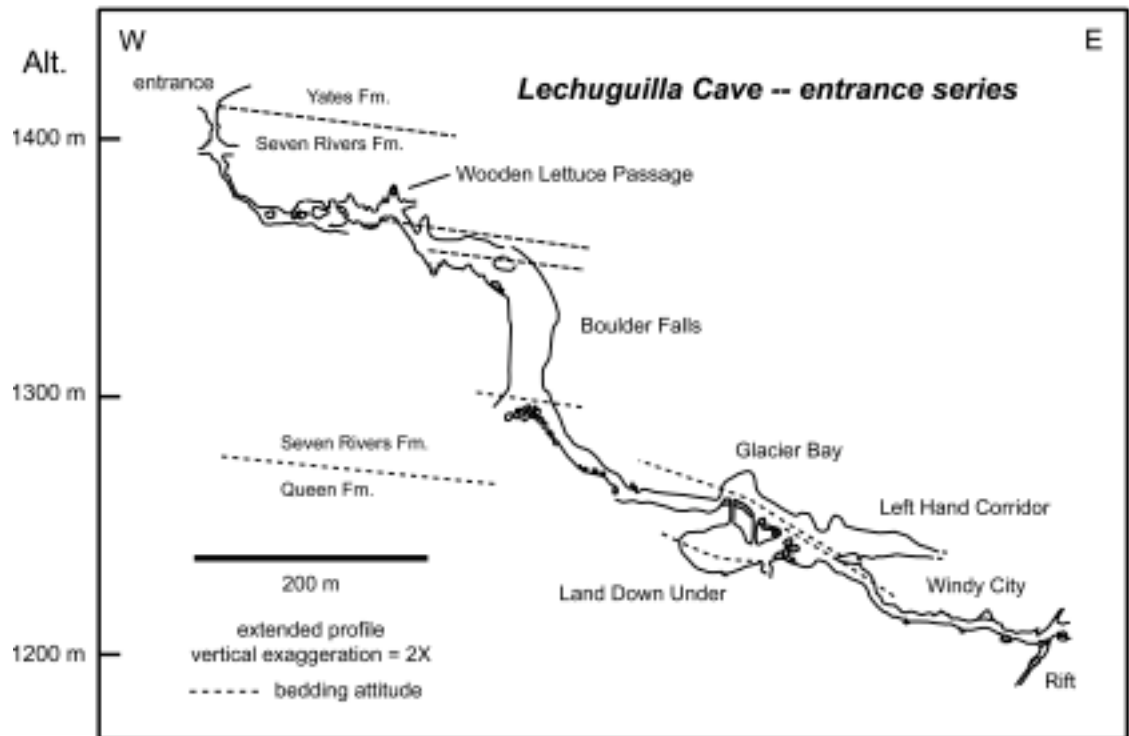 W
E
Alt.
entrance
Lechuguilla Cave -- entrance series
Yates Fm.
1400 m
Seven Rivers Fm.
Wooden Lettuce Passage
Boulder Falls
1300 m
Seven Rivers Fm.
Glacier Bay
Queen Fm.
Left Hand Corridor
200 m
Land Down Under
Windy City
extended profile
vertical exaggeration = 2X
1200 m
Rift
bedding attitude